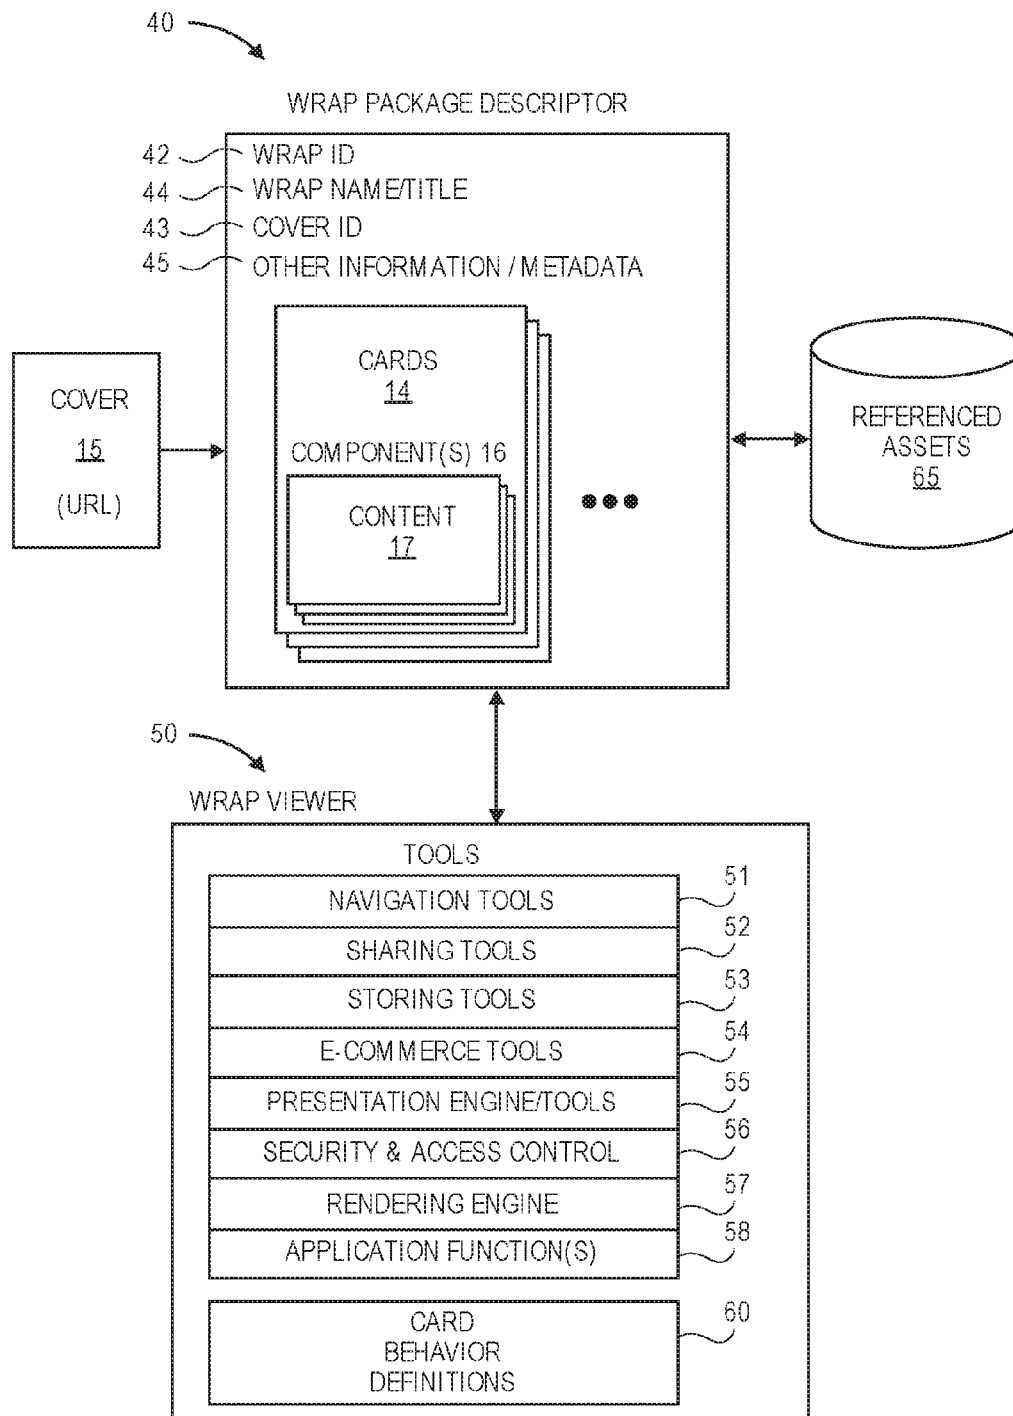 40
WRAP PACKAGE DESCRIPTOR
42 WRAP ID
44 WRAP NAME/TITLE
43 COVER ID
45 OTHER INFORMATION / METADATA
COVER
15
(URL)
CARDS
14
COMPONENT(S) 16
CONTENT
17
REFERENCED
ASSETS
65
50
WRAP VIEWER
TOOLS
NAVIGATION TOOLS 51
SHARING TOOLS 52
STORING TOOLS 53
E-COMMERCE TOOLS 54
PRESENTATION ENGINE/TOOLS 55
SECURITY & ACCESS CONTROL 56
RENDERING ENGINE 57
APPLICATION FUNCTION(S) 58
CARD 60
BEHAVIOR
DEFINITIONS